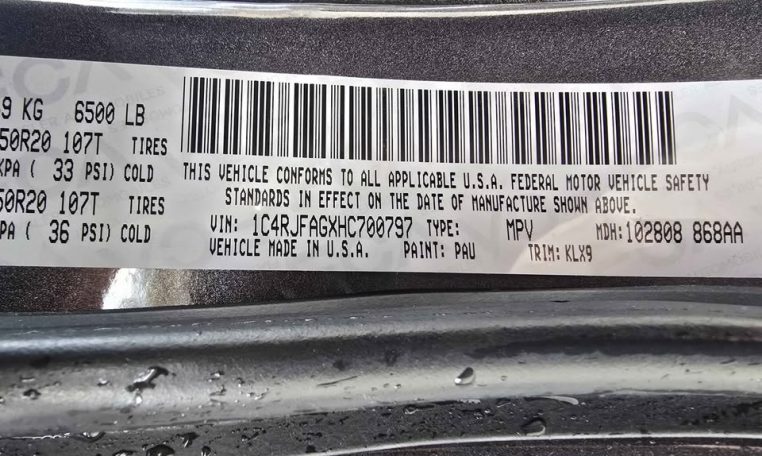 9 KG 6500 LB
50R20 107T TIRES
KPA ( 33 PSI) COLD
THIS VEHICLE CONFORMS TO ALL APPLICABLE U.S.A. FEDERAL MOTOR VEHICLE SAFETY
STANDARDS IN EFFECT ON THE DATE OF MANUFACTURE SHOWN ABOVE.
50R20 107T TIRES
VIN: 1C4RJFAGXHC700797 TYPE: MPV MDH:102808 868AA
PA ( 36 PSI) COLD
VEHICLE MADE IN U.S.A. PAINT: PAU TRIM: KLX9